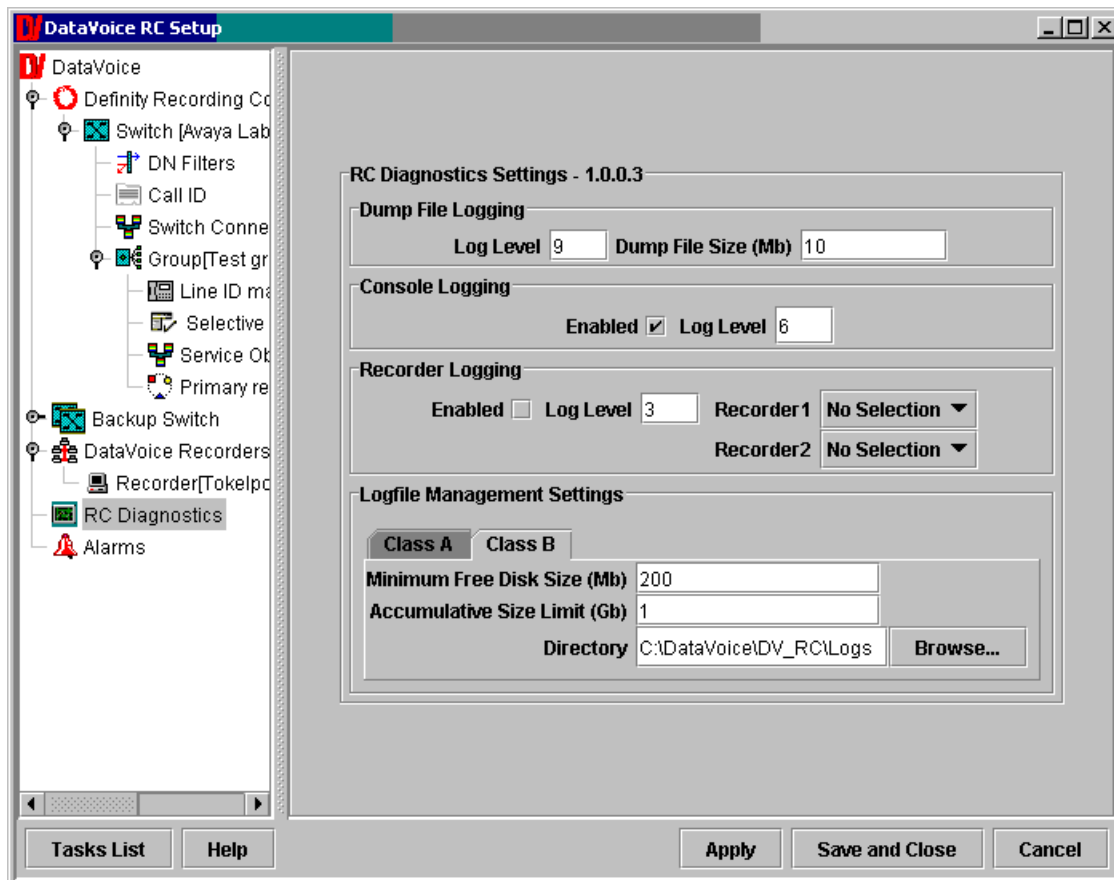 DataVoice RC Setup
DataVoice
Definity Recording Co
Switch [Avaya Lab
DN Filters
Call ID
Switch Conne
Group[Test gr
Line ID ma
Selective
Service Ob
Primary re
Backup Switch
DataVoice Recorders
Recorder[Tokelpo
RC Diagnostics
Alarms
RC Diagnostics Settings - 1.0.0.3
Dump File Logging
Log Level 9 Dump File Size (Mb) 10
Console Logging
Enabled Log Level 6
Recorder Logging
Enabled Log Level 3 Recorder1 No Selection
Recorder2 No Selection
Logfile Management Settings
Class A Class B
Minimum Free Disk Size (Mb) 200
Accumulative Size Limit (Gb) 1
Directory C:\DataVoice\DV_RC\Logs Browse...
Tasks List Help Apply Save and Close Cancel